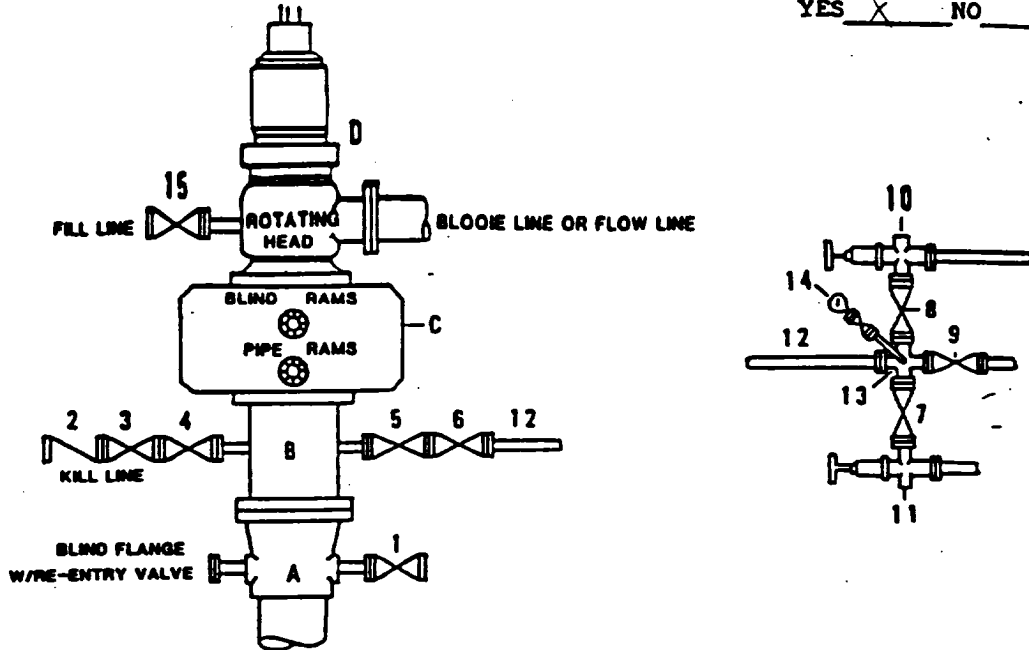 YES X NO
D
15
FILL LINE
ROTATING
HEAD
BLOOIE LINE OR FLOW LINE
BLIND RAMS
C
PIPE RAMS
2 3 4
B
5 6 12
KILL LINE
BLIND FLANGE
W/RE-ENTRY VALVE
A
1
10
14
8
12
9
13
7
11